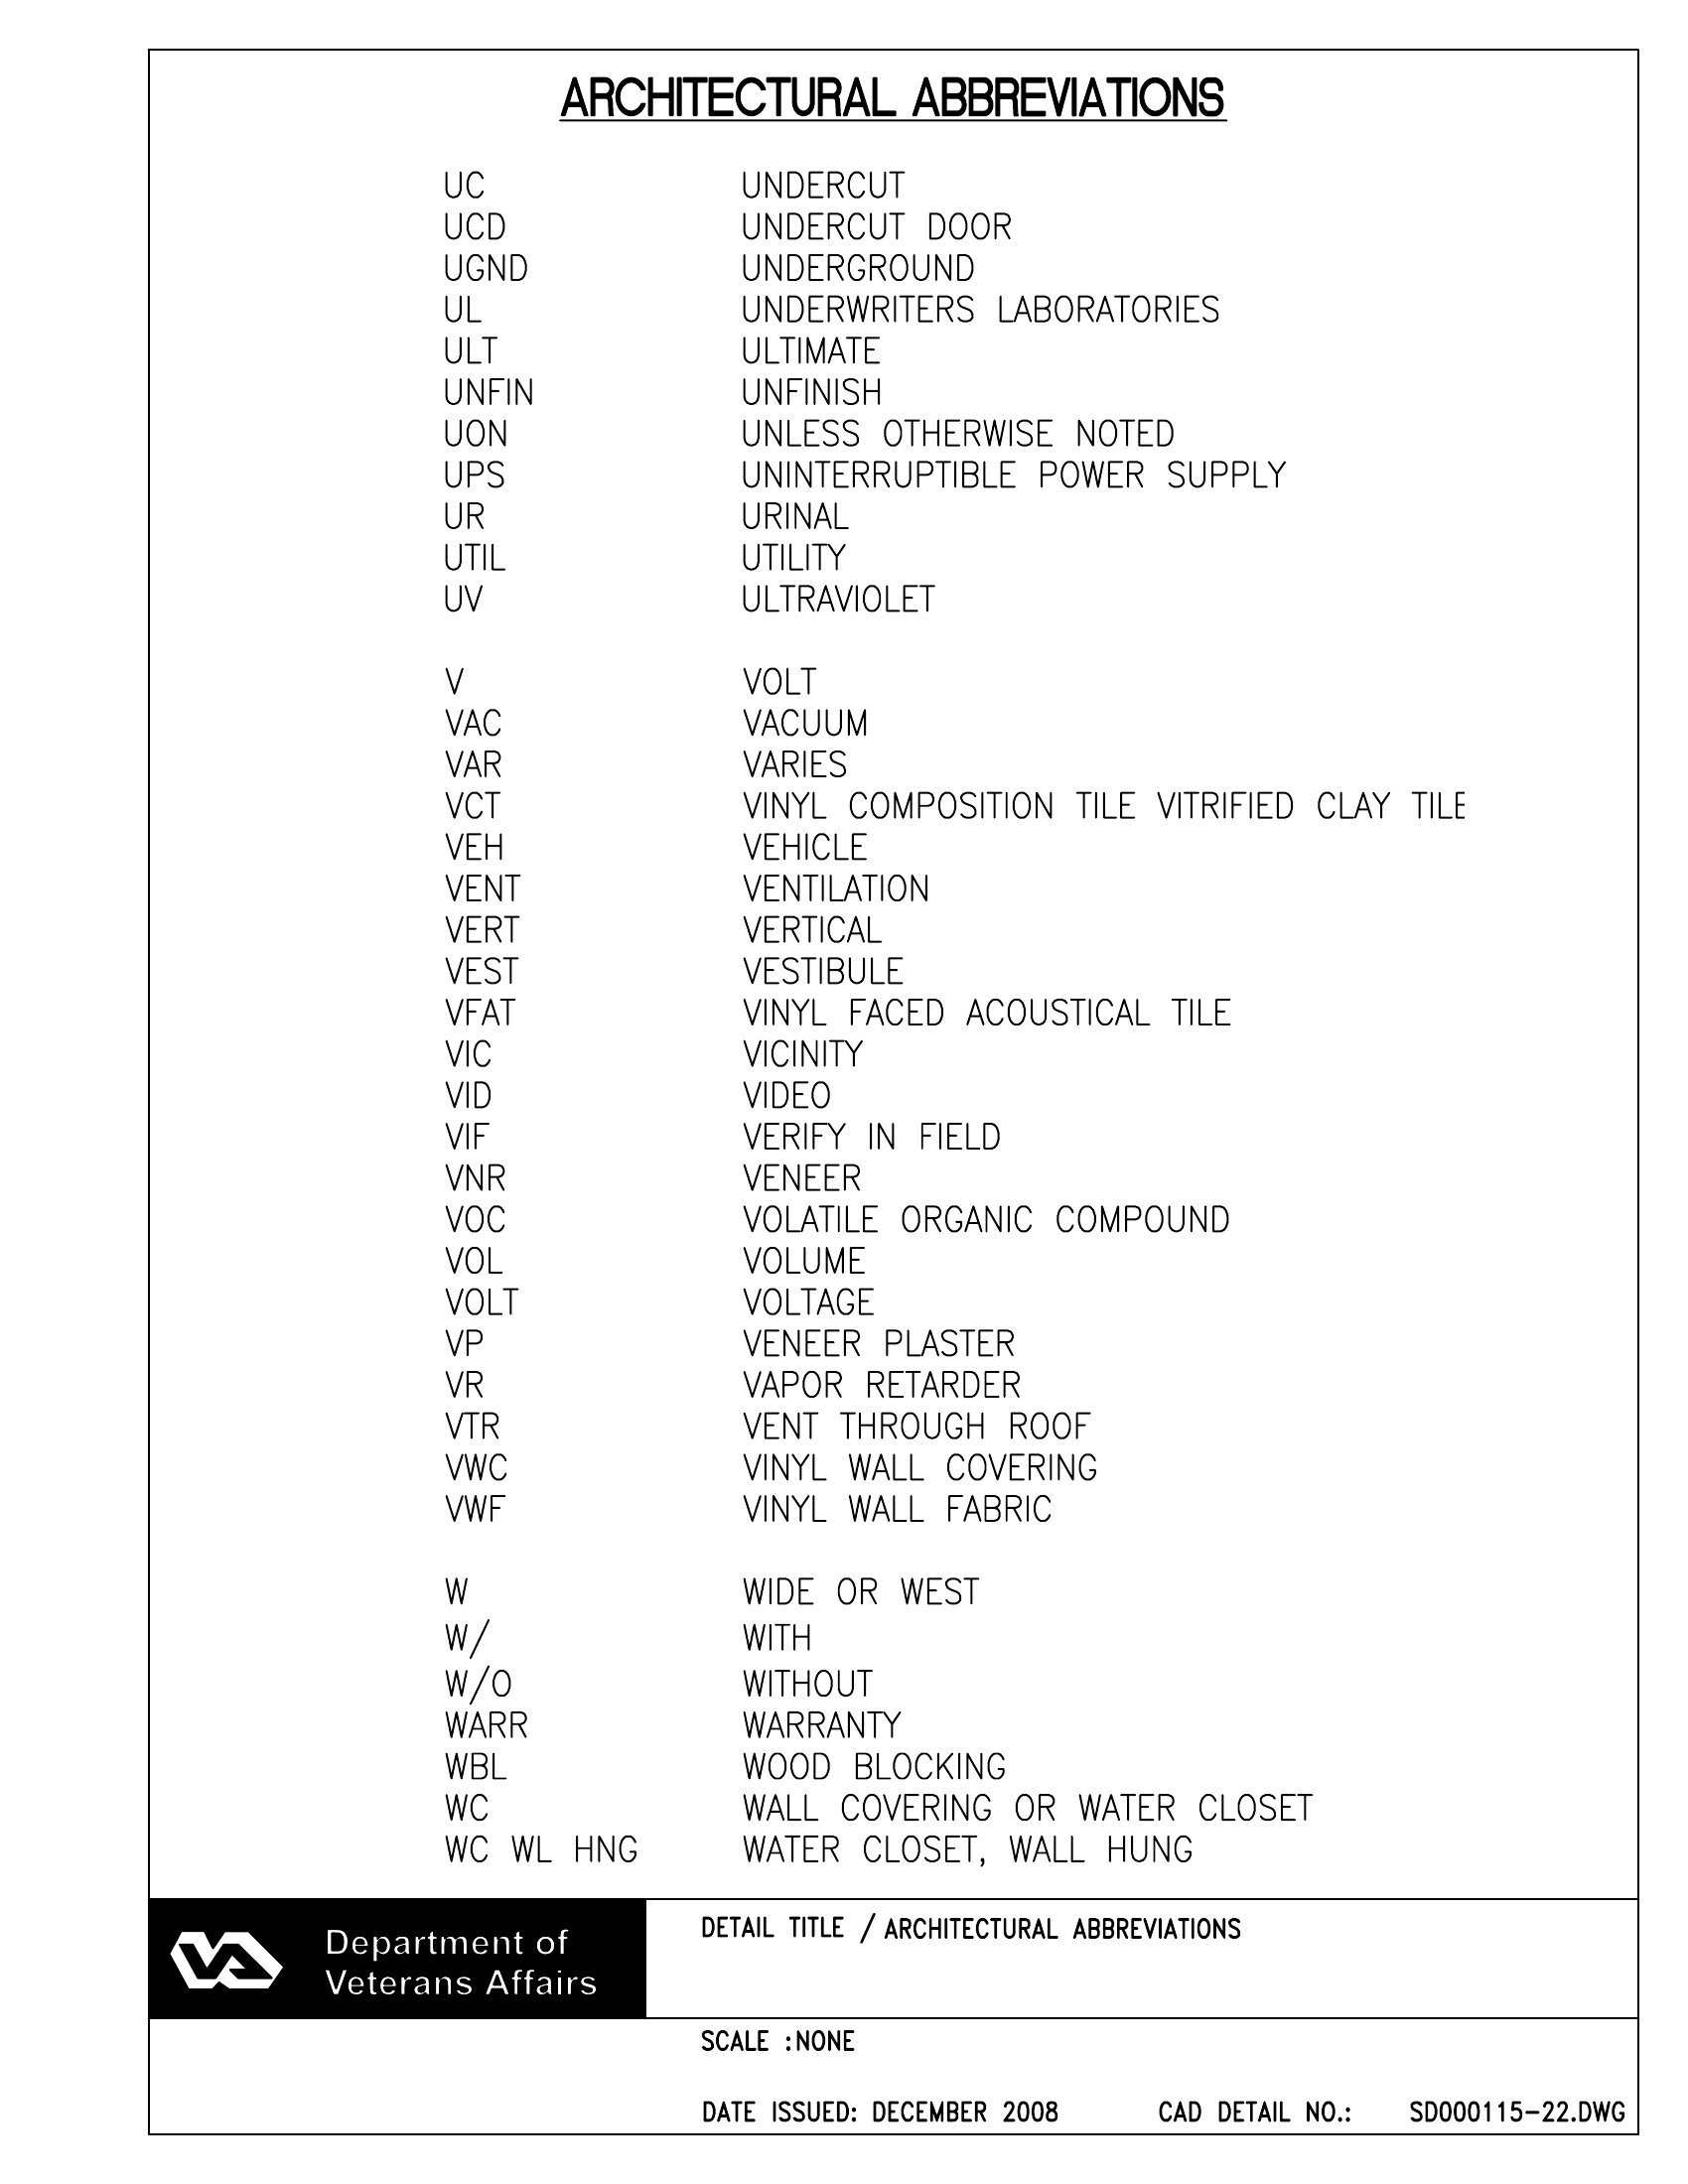 ARCHITECTURAL ABBREVIATIONS
UC UNDERCUT
UCD UNDERCUT DOOR
UGND UNDERGROUND
UL UNDERWRITERS LABORATORIES
ULT ULTIMATE
UNFIN UNFINISH
UON UNLESS OTHERWISE NOTED
UPS UNINTERRUPTIBLE POWER SUPPLY
UR URINAL
UTIL UTILITY
UV ULTRAVIOLET
V VOLT
VAC VACUUM
VAR VARIES
VCT VINYL COMPOSITION TILE VITRIFIED CLAY TILE
VEH VEHICLE
VENT VENTILATION
VERT VERTICAL
VEST VESTIBULE
VFAT VINYL FACED ACOUSTICAL TILE
VIC VICINITY
VID VIDEO
VIF VERIFY IN FIELD
VNR VENEER
VOC VOLATILE ORGANIC COMPOUND
VOL VOLUME
VOLT VOLTAGE
VP VENEER PLASTER
VR VAPOR RETARDER
VTR VENT THROUGH ROOF
VWC VINYL WALL COVERING
VWF VINYL WALL FABRIC
W WIDE OR WEST
W/ WITH
W/O WITHOUT
WARR WARRANTY
WBL WOOD BLOCKING
WC WALL COVERING OR WATER CLOSET
WC WL HNG WATER CLOSET, WALL HUNG
Department of
Veterans Affairs
DETAIL TITLE / ARCHITECTURAL ABBREVIATIONS
SCALE :NONE
DATE ISSUED: DECEMBER 2008 CAD DETAIL NO.: SD000115-22.DWG